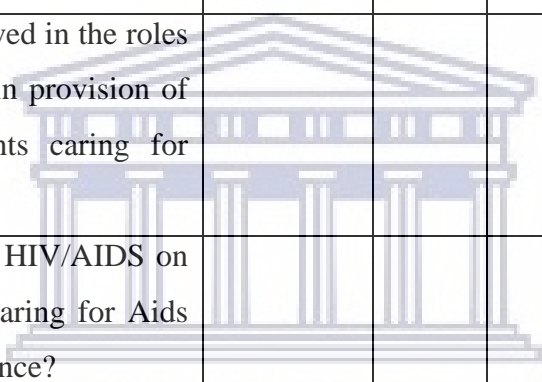 ved in the roles
n provision of
nts caring for
HIV/AIDS on
aring for Aids
nce?